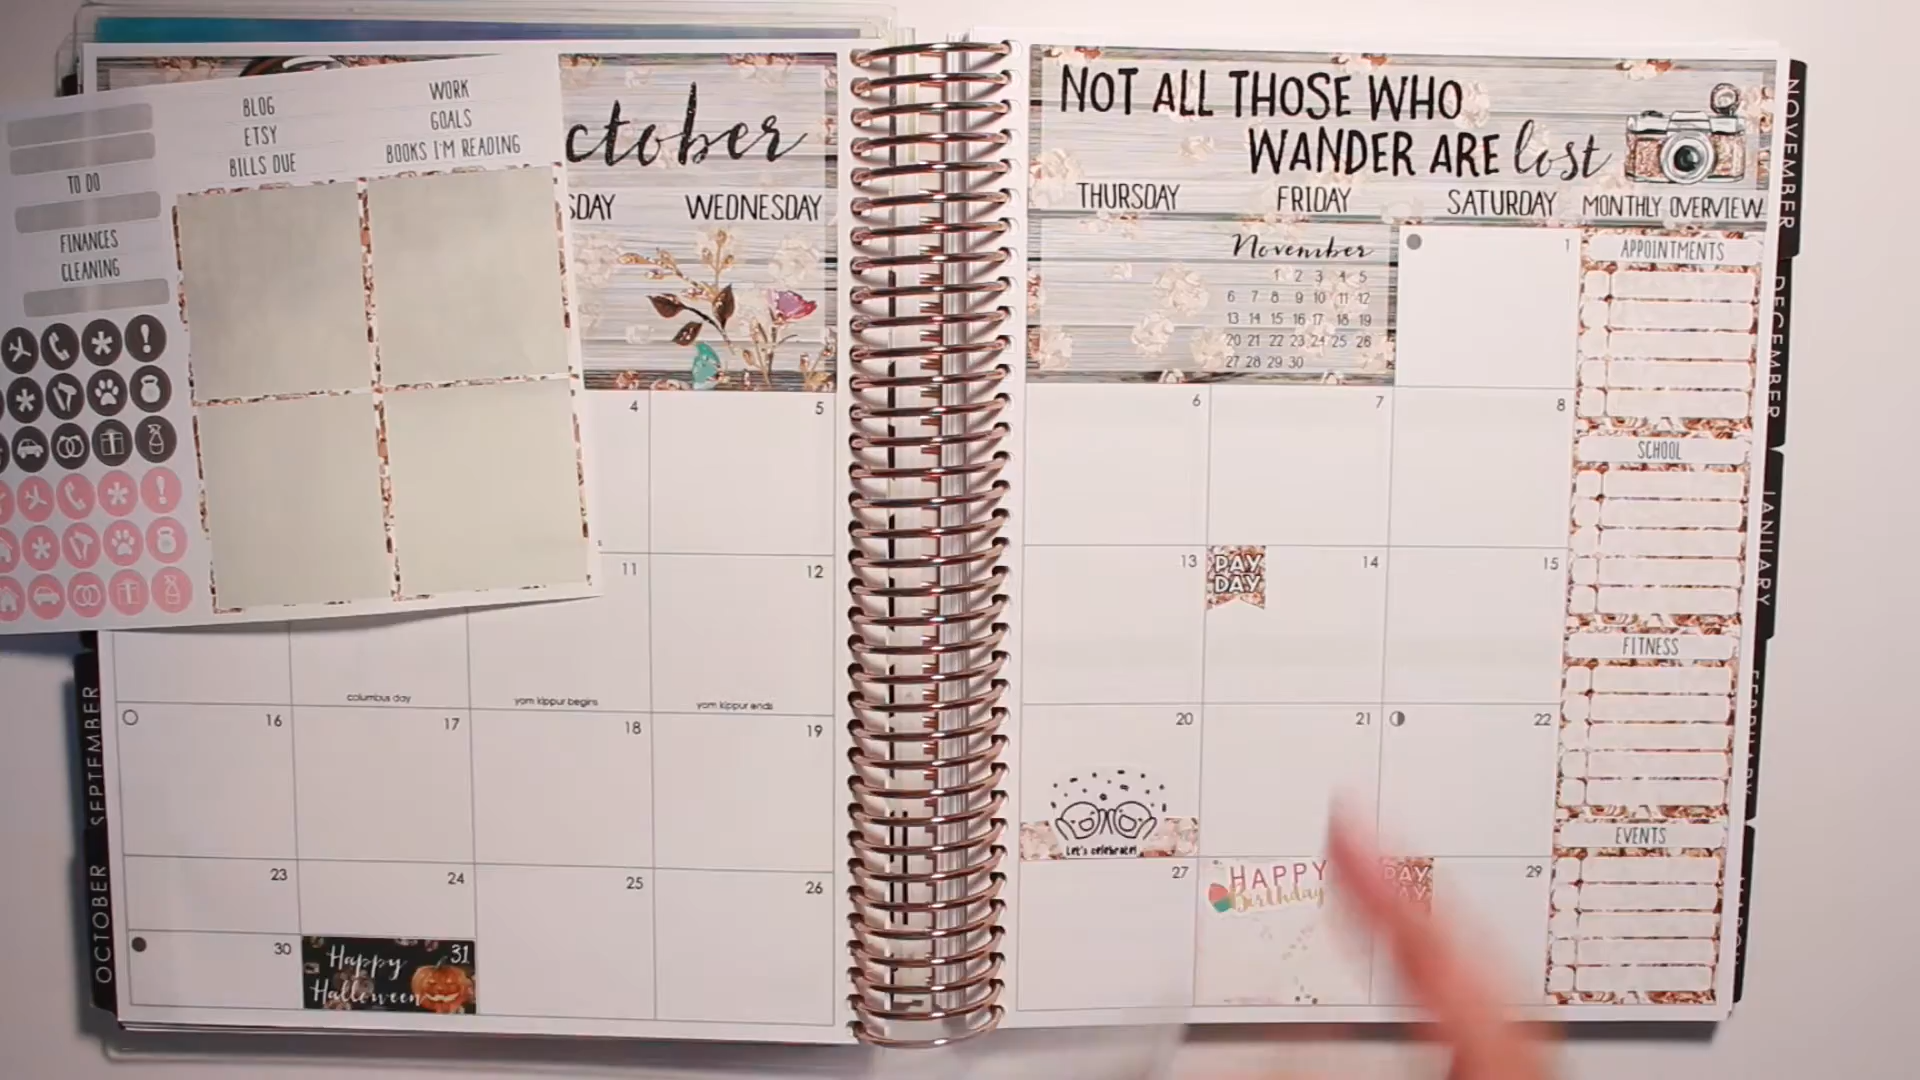 BLOG
ETSY
BILLS DUE
WORK
GOALS
BOOKS I'M READING
TO DO
FINANCES
CLEANING
ctober
SDAY
WEDNESDAY
4
5
11
12
columbus day
yom kippur begins
yom kippur ends
16
17
18
19
23
24
25
26
30
31
Happy
Halloween
SEPTEMBER
OCTOBER
NOT ALL THOSE WHO
WANDER ARE lost
THURSDAY
FRIDAY
SATURDAY
MONTHLY OVERVIEW
November
1 2 3 4 5
6 7 8 9 10 11 12
13 14 15 16 17 18 19
20 21 22 23 24 25 26
27 28 29 30
1
6
7
8
13
PAY
DAY
14
15
20
21
22
Let's celebrate!
27
HAPPY
Birthday
PAY
DAY
29
APPOINTMENTS
SCHOOL
FITNESS
EVENTS
NOVEMBER
DECEMBER
JANUARY
FEBRUARY